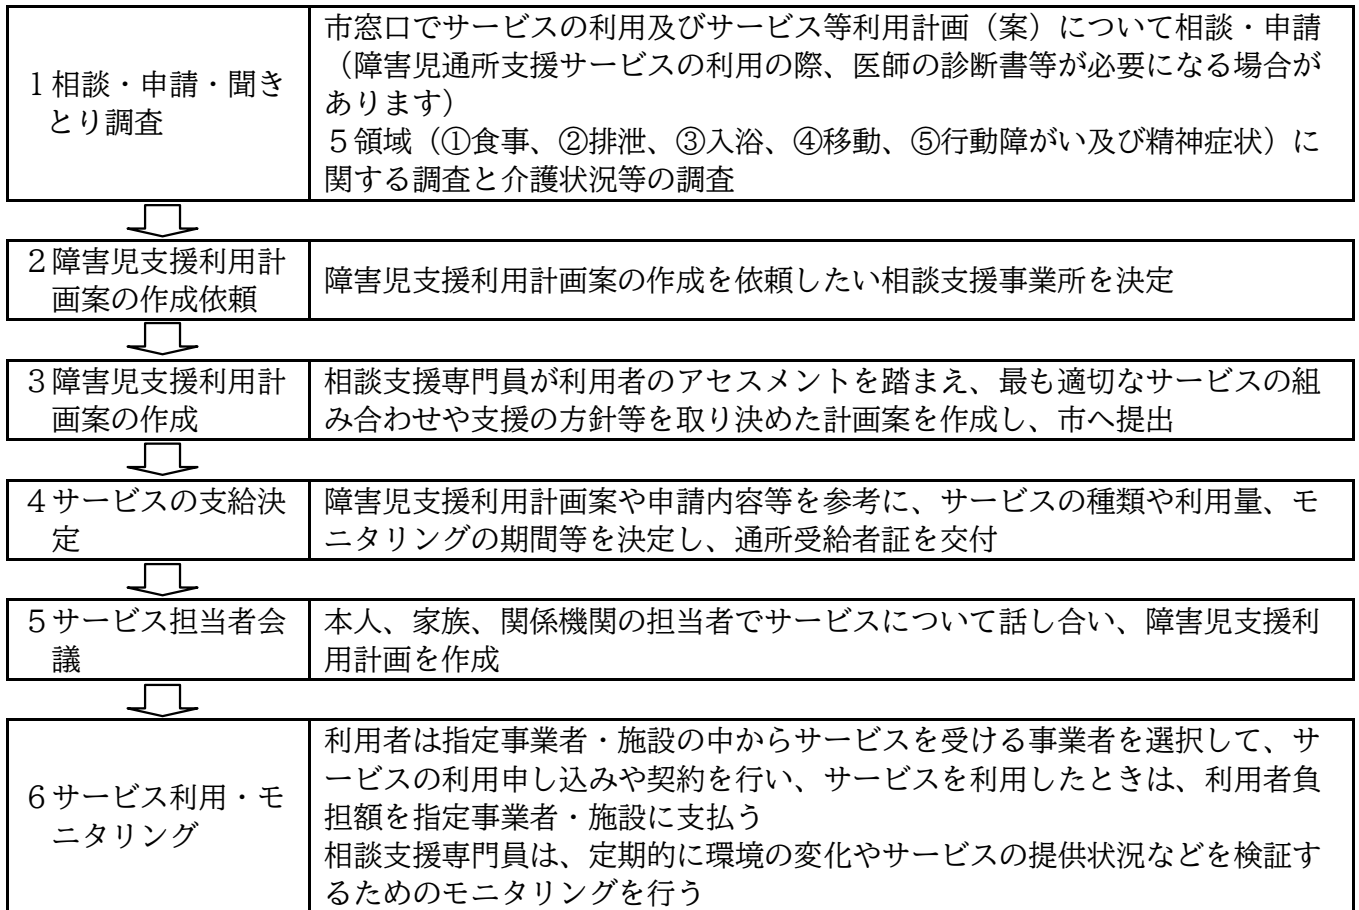 1相談・申請・聞き
とり調査
市窓口でサービスの利用及びサービス等利用計画（案）について相談・申請
（障害児通所支援サービスの利用の際、医師の診断書等が必要になる場合が
あります）
５領域（①食事、②排泄、③入浴、④移動、⑤行動障がい及び精神症状）に
関する調査と介護状況等の調査
２障害児支援利用計
画案の作成依頼
障害児支援利用計画案の作成を依頼したい相談支援事業所を決定
３障害児支援利用計
画案の作成
相談支援専門員が利用者のアセスメントを踏まえ、最も適切なサービスの組
み合わせや支援の方針等を取り決めた計画案を作成し、市へ提出
４サービスの支給決
定
障害児支援利用計画案や申請内容等を参考に、サービスの種類や利用量、モ
ニタリングの期間等を決定し、通所受給者証を交付
５サービス担当者会
議
本人、家族、関係機関の担当者でサービスについて話し合い、障害児支援利
用計画を作成
６サービス利用・モ
ニタリング
利用者は指定事業者・施設の中からサービスを受ける事業者を選択して、サ
ービスの利用申し込みや契約を行い、サービスを利用したときは、利用者負
担額を指定事業者・施設に支払う
相談支援専門員は、定期的に環境の変化やサービスの提供状況などを検証す
るためのモニタリングを行う